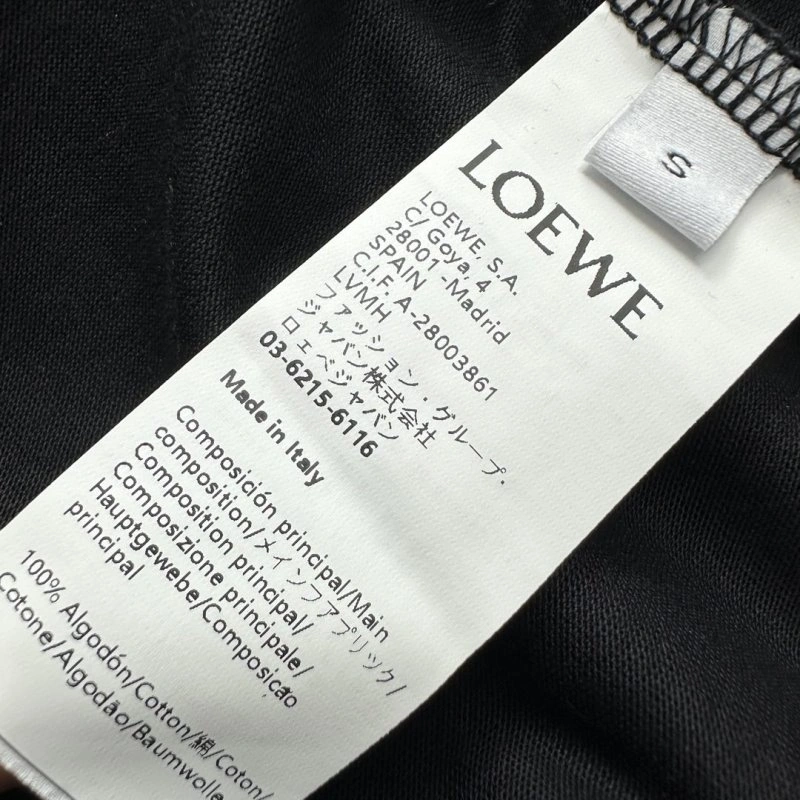 S
LOEWE
LOEWE, S.A.
C/ Goya, 4
28001 -Madrid
SPAIN
C.I.F. A-28003861
LVMH
ファッション・グループ.
ジャパン株式会社
ロエベジャパン
03-6215-6116
Made in Italy
Composición principal/Main
composition/メインファブリック/
Composition principal/
Composizione principale/
Hauptgewebe/Composição
principal
100% Algodón/Cotton/綿/Coton/
Cotone/Algodão/Baumwolle